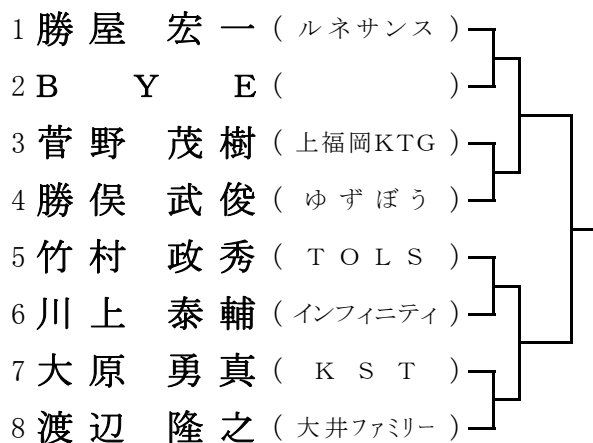 1 勝屋 宏一 (ルネサンス)
2 BYE ( )
3 菅野 茂樹 (上福岡KTG)
4 勝俣 武俊 (ゆずぼう)
5 竹村 政秀 (TOLS)
6 川上 泰輔 (インフィニティ)
7 大原 勇真 (KST)
8 渡辺 隆之 (大井ファミリー)